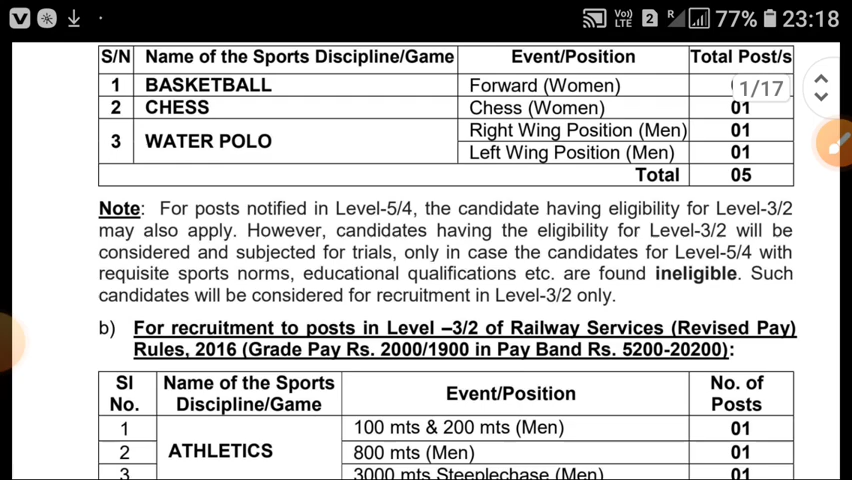 Vo) LTE 2 R 77% 23:18
S/N Name of the Sports Discipline/Game Event/Position Total Post/s
1 BASKETBALL Forward (Women)
1/17
2 CHESS Chess (Women) 01
3 WATER POLO Right Wing Position (Men) 01
Left Wing Position (Men) 01
Total 05
Note: For posts notified in Level-5/4, the candidate having eligibility for Level-3/2
may also apply. However, candidates having the eligibility for Level-3/2 will be
considered and subjected for trials, only in case the candidates for Level-5/4 with
requisite sports norms, educational qualifications etc. are found ineligible. Such
candidates will be considered for recruitment in Level-3/2 only.
b) For recruitment to posts in Level –3/2 of Railway Services (Revised Pay)
Rules, 2016 (Grade Pay Rs. 2000/1900 in Pay Band Rs. 5200-20200):
Sl No. Name of the Sports Discipline/Game Event/Position No. of Posts
1 ATHLETICS 100 mts & 200 mts (Men) 01
2 800 mts (Men) 01
3 3000 mts Steeplechase (Men) 01